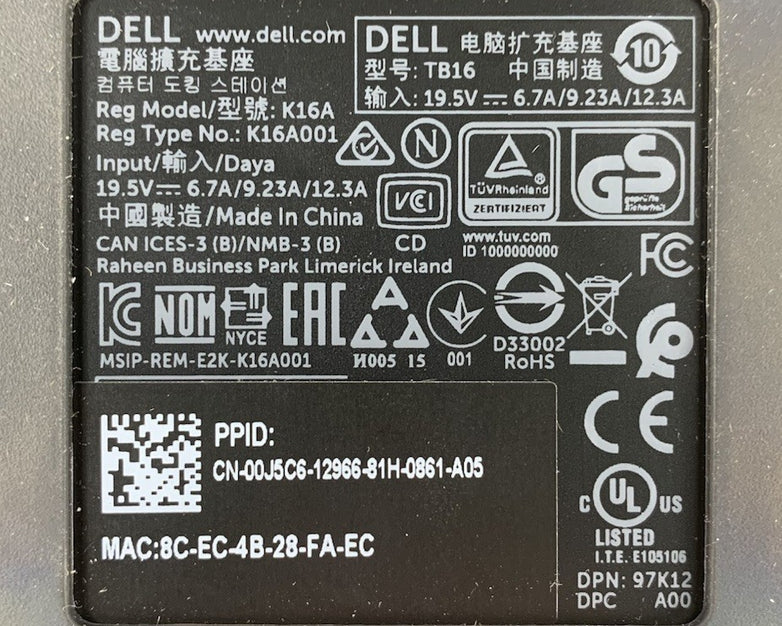 DELL www.dell.com
電腦擴充基座
컴퓨터 도킹 스테이션
Reg Model/型號: K16A
Reg Type No.: K16A001
Input/輸入/Daya
19.5V⎓ 6.7A/9.23A/12.3A
中國製造/Made in China
CAN ICES-3 (B)/NMB-3 (B)
Raheen Business Park Limerick Ireland
DELL 电脑扩充基座
型号: TB16 中国制造
输入: 19.5V⎓ 6.7A/9.23A/12.3A
10
N
VCI
CD
TÜVRheinland®
ZERTIFIZIERT
GS
geprüfte
Sicherheit
www.tuv.com
ID 1000000000
FC
KC NOM NYCE EAC
MSIP-REM-E2K-K16A001
И005 15
001
D33002
RoHS
CE
PPID:
CN-00J5C6-12966-81H-0861-A05
MAC:8C-EC-4B-28-FA-EC
C UL US
LISTED
I.T.E. E105106
DPN: 97K12
DPC A00